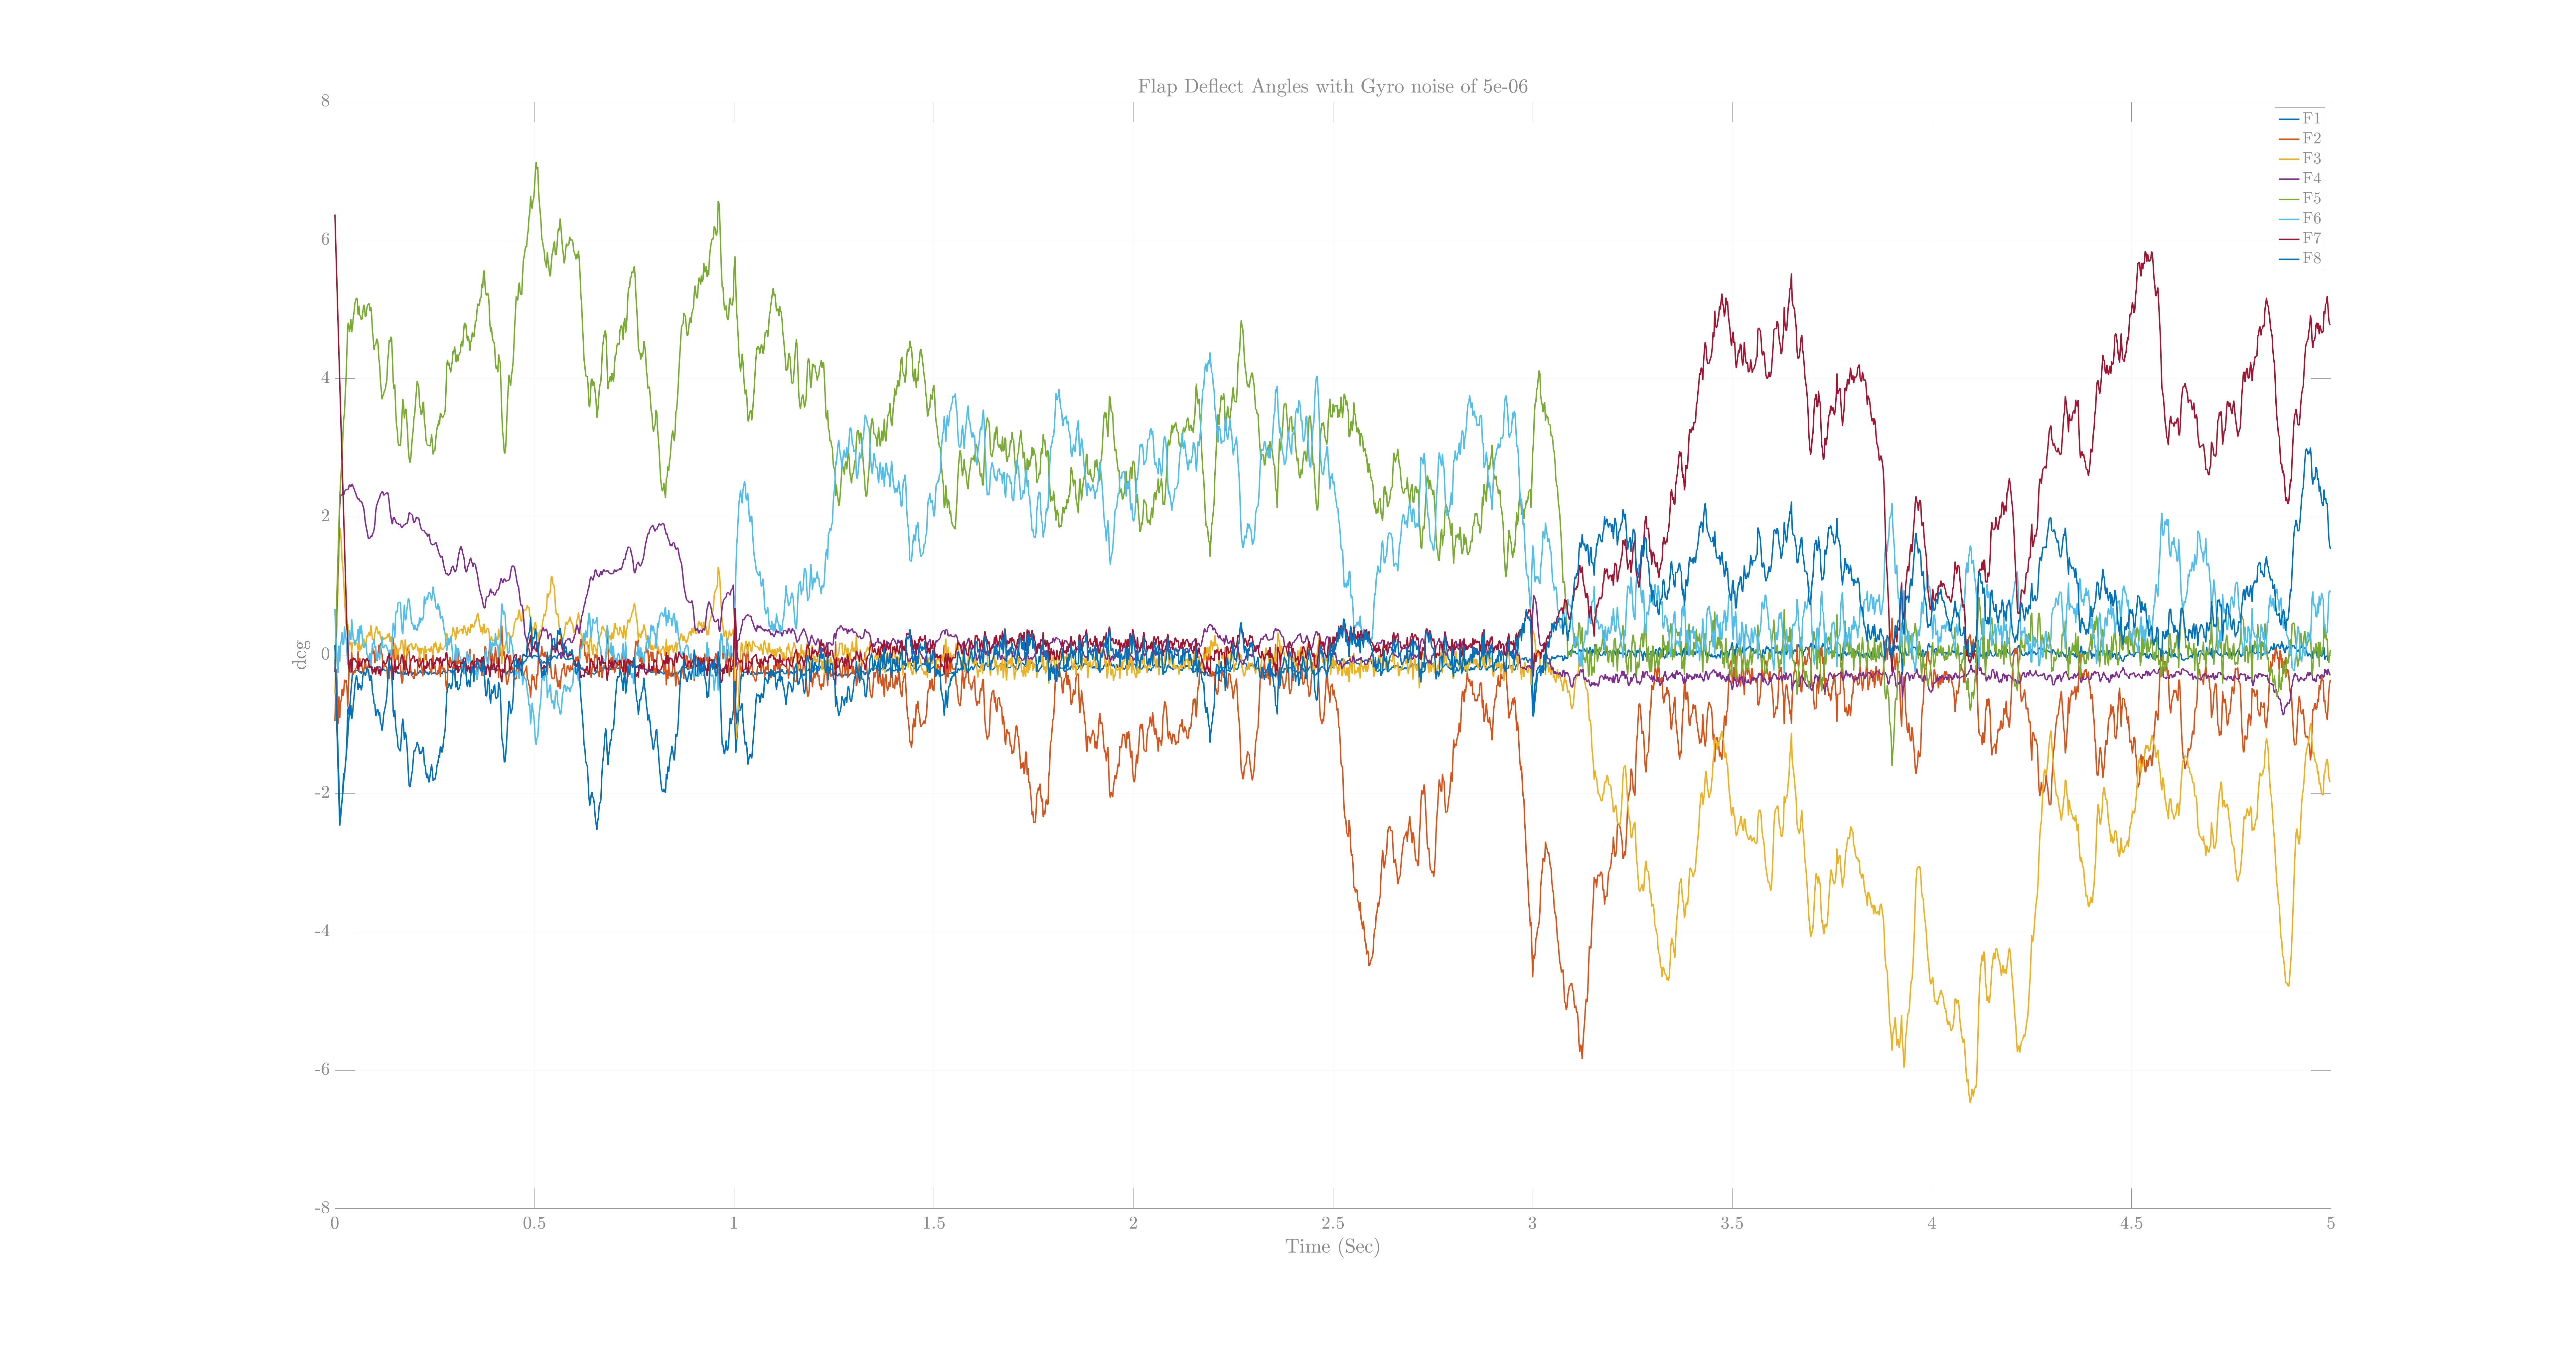 Flap Deflect Angles with Gyro noise of 5e-06
8
6
4
2
0
-2
-4
-6
-8
deg
0 0.5 1 1.5 2 2.5 3 3.5 4 4.5 5
Time (Sec)
F1
F2
F3
F4
F5
F6
F7
F8